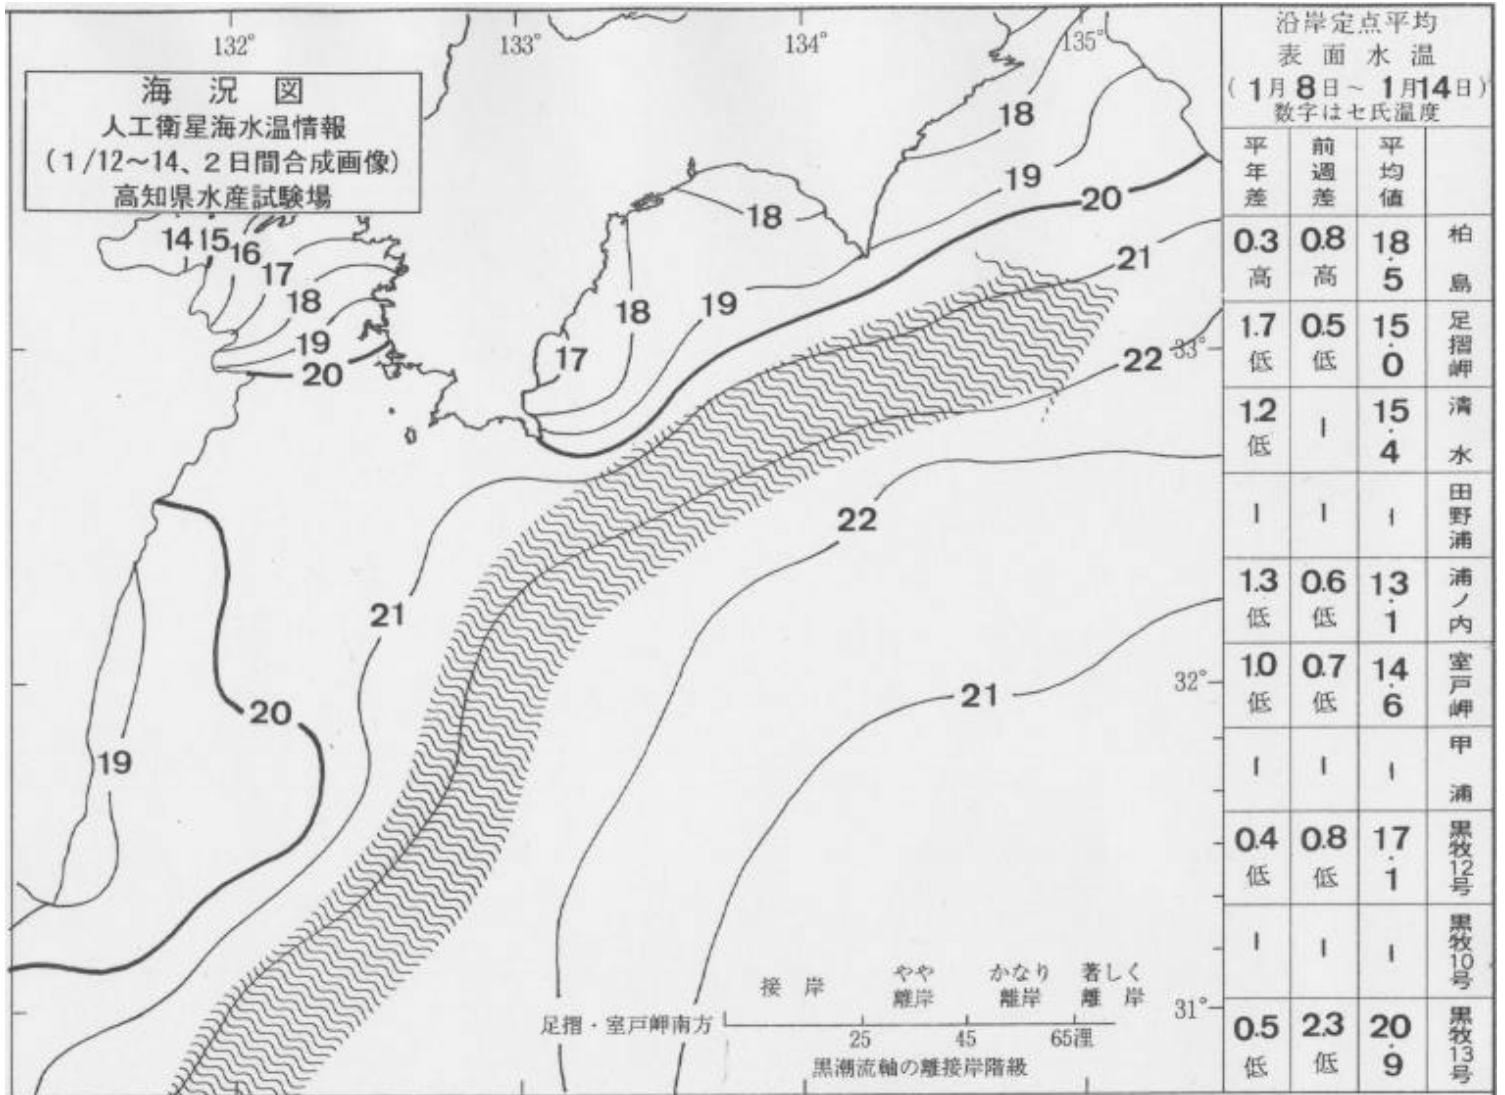 132°
133°
134°
135°
海況図
人工衛星海水温情報
(1/12～14、2日間合成画像)
高知県水産試験場
14
15
16
17
18
19
20
18
19
20
21
22
18
18
19
17
33°
22
21
20
19
21
32°
31°
接岸
やや離岸
かなり離岸
著しく離岸
足摺・室戸岬南方
25
45
65浬
黒潮流軸の離接岸階級
沿岸定点平均
表面水温
(1月8日～1月14日)
数字はセ氏温度
平年差 前週差 平均値
0.3高 0.8高 18.5 柏島
1.7低 0.5低 15.0 足摺岬
1.2低 - 15.4 清水
- - - 田野浦
1.3低 0.6低 13.1 浦ノ内
1.0低 0.7低 14.6 室戸岬
- - - 甲浦
0.4低 0.8低 17.1 黒牧12号
- - - 黒牧10号
0.5低 2.3低 20.9 黒牧13号